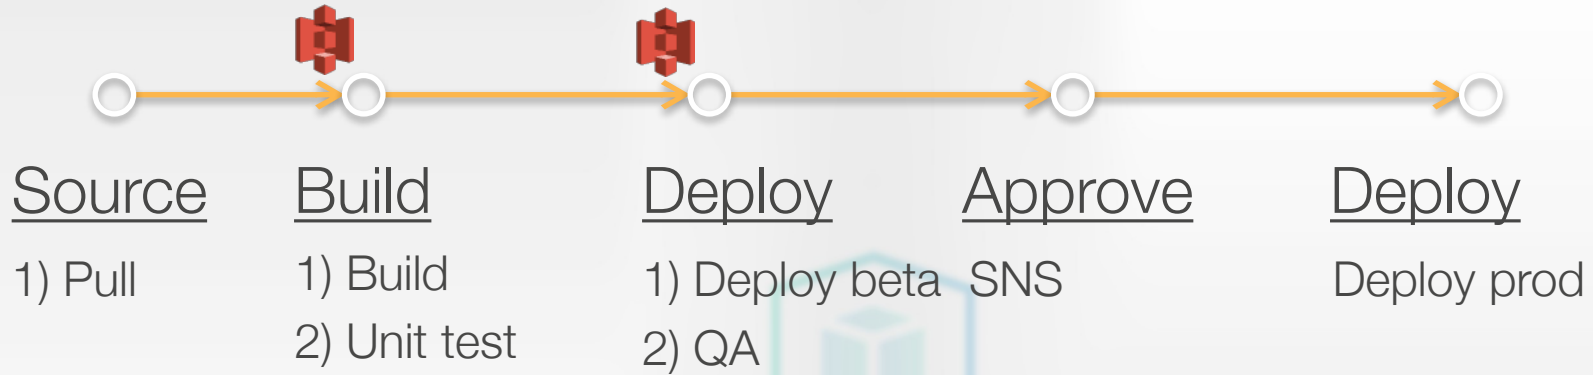 Source
1) Pull
Build
1) Build
2) Unit test
Deploy
1) Deploy beta
2) QA
Approve
SNS
Deploy
Deploy prod